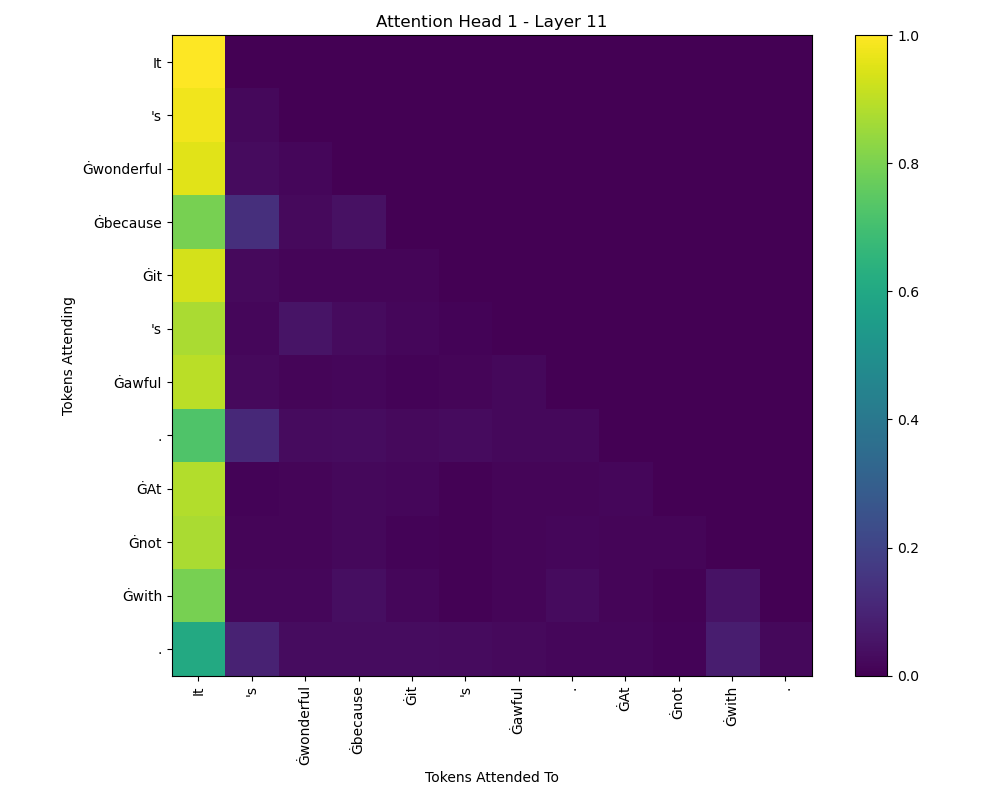 Attention Head 1 - Layer 11
Tokens Attending
It
's
Ġwonderful
Ġbecause
Ġit
's
Ġawful
.
ĠAt
Ġnot
Ġwith
.
It
's
Ġwonderful
Ġbecause
Ġit
's
Ġawful
.
ĠAt
Ġnot
Ġwith
.
Tokens Attended To
1.0
0.8
0.6
0.4
0.2
0.0